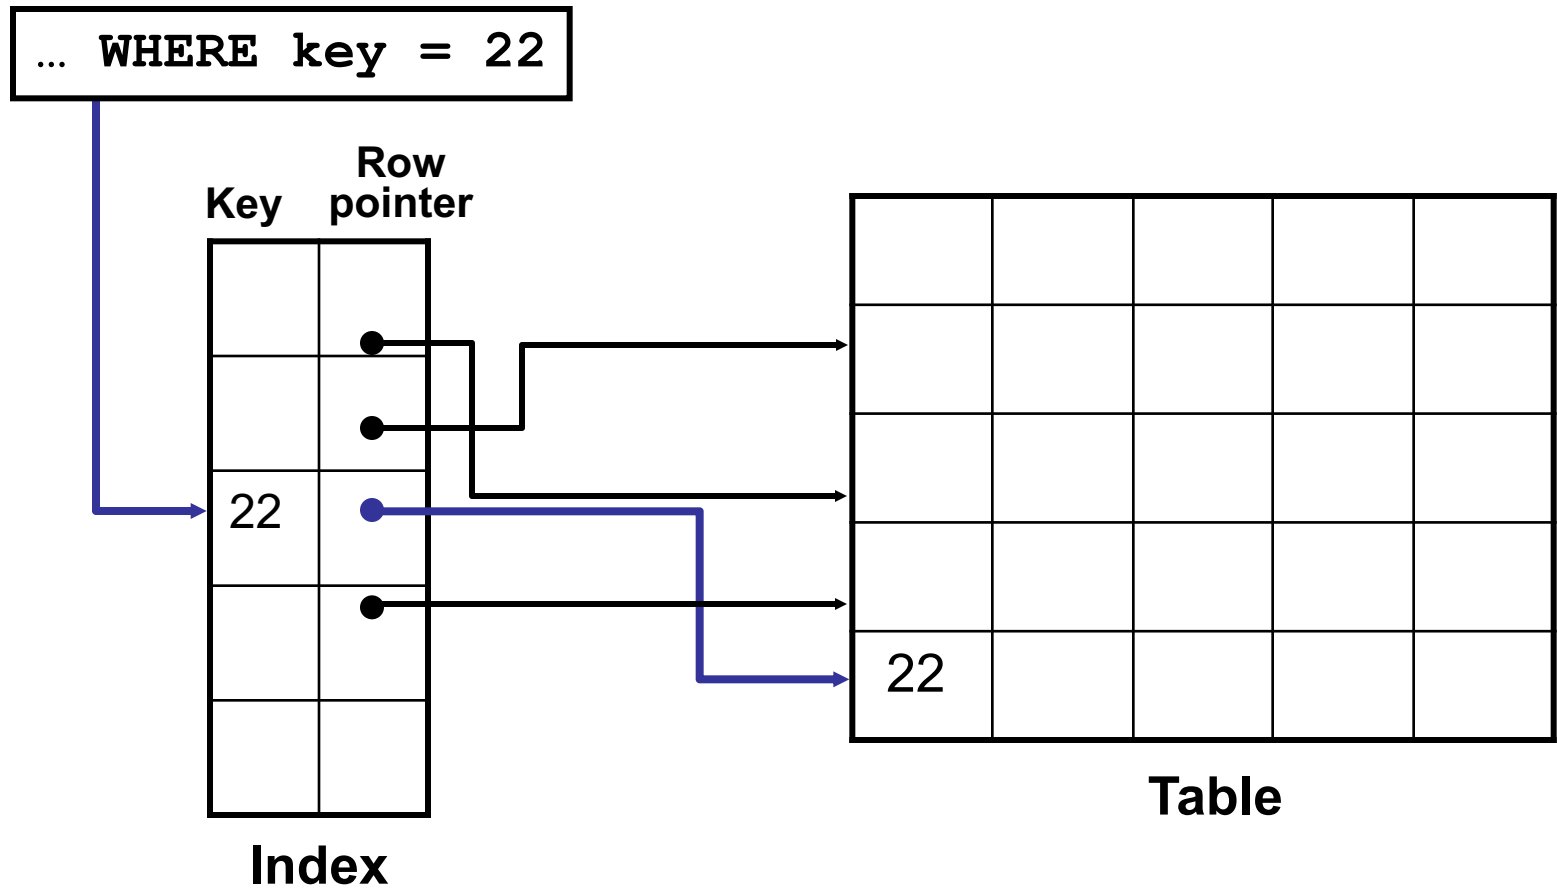 … WHERE key = 22
Row
Key pointer
22
22
Table
Index